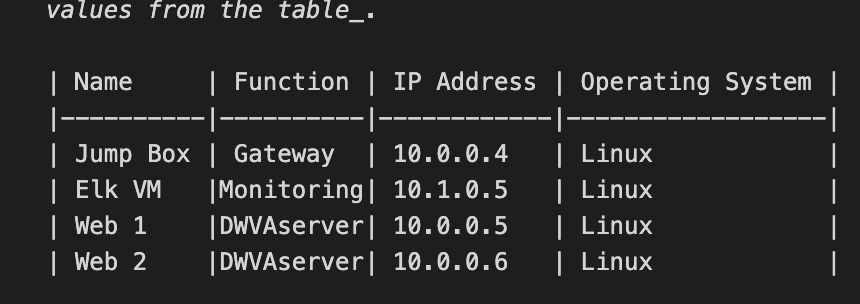 values from the table_.
| Name     | Function | IP Address | Operating System |
|----------|----------|------------|------------------|
| Jump Box | Gateway  | 10.0.0.4   | Linux            |
| Elk VM   |Monitoring| 10.1.0.5   | Linux            |
| Web 1    |DWVAserver| 10.0.0.5   | Linux            |
| Web 2    |DWVAserver| 10.0.0.6   | Linux            |